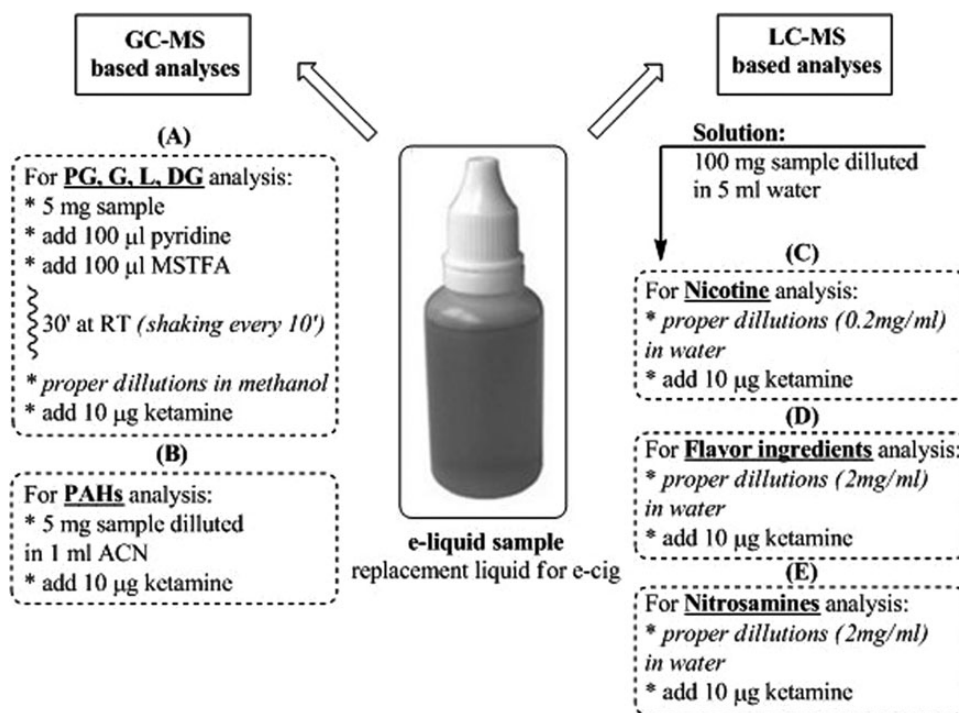 GC-MS
based analyses
(A)
For PG, G, L, DG analysis:
* 5 mg sample
* add 100 µl pyridine
* add 100 µl MSTFA
30' at RT (shaking every 10')
* proper dillutions in methanol
* add 10 µg ketamine
(B)
For PAHs analysis:
* 5 mg sample diluted
in 1 ml ACN
* add 10 µg ketamine
e-liquid sample
replacement liquid for e-cig
LC-MS
based analyses
Solution:
100 mg sample diluted
in 5 ml water
(C)
For Nicotine analysis:
* proper dillutions (0.2mg/ml)
in water
* add 10 µg ketamine
(D)
For Flavor ingredients analysis:
* proper dillutions (2mg/ml)
in water
* add 10 µg ketamine
(E)
For Nitrosamines analysis:
* proper dillutions (2mg/ml)
in water
* add 10 µg ketamine